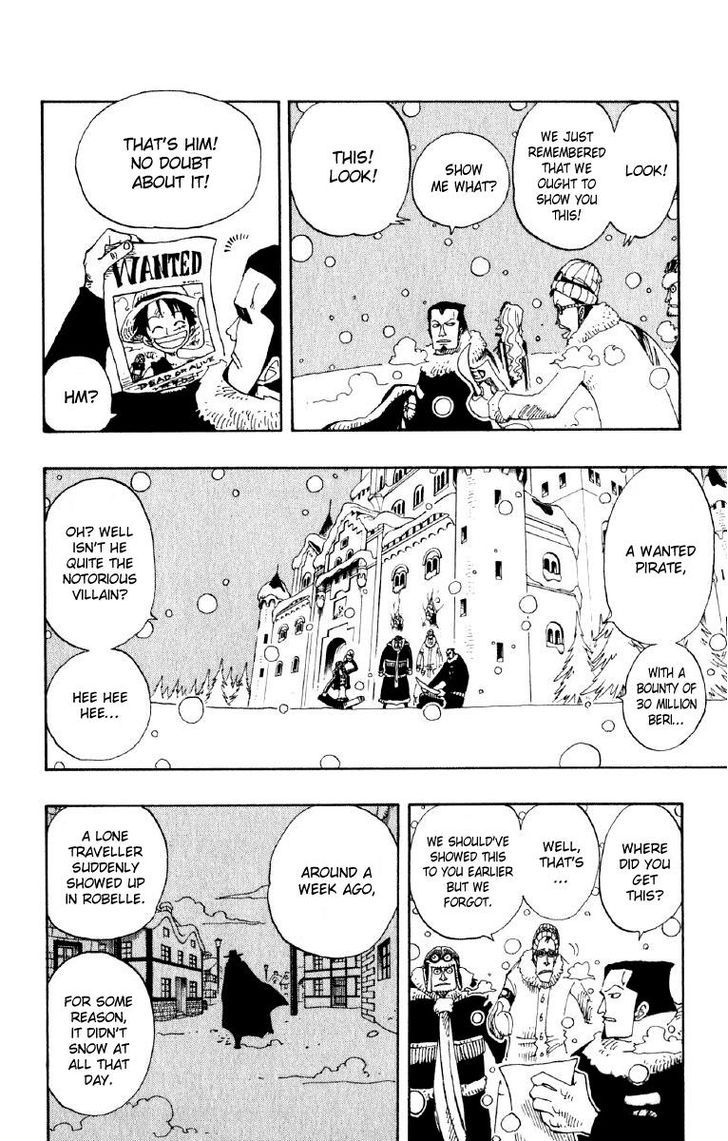 LOOK!
WE JUST
REMEMBERED
THAT WE
OUGHT TO
SHOW YOU
THIS!
SHOW
ME WHAT?
THIS!
LOOK!
THAT'S HIM!
NO DOUBT
ABOUT IT!
WANTED
DEAD OR ALIVE
HM?
A WANTED
PIRATE,
WITH A
BOUNTY OF
30 MILLION
BERI...
OH? WELL
ISN'T HE
QUITE THE
NOTORIOUS
VILLAIN?
HEE HEE
HEE...
WHERE
DID YOU
GET
THIS?
WELL,
THAT'S
...
WE SHOULD'VE
SHOWED THIS
TO YOU EARLIER
BUT WE
FORGOT.
AROUND A
WEEK AGO,
A LONE
TRAVELLER
SUDDENLY
SHOWED UP
IN ROBELLE.
FOR SOME
REASON,
IT DIDN'T
SNOW AT
ALL THAT
DAY.